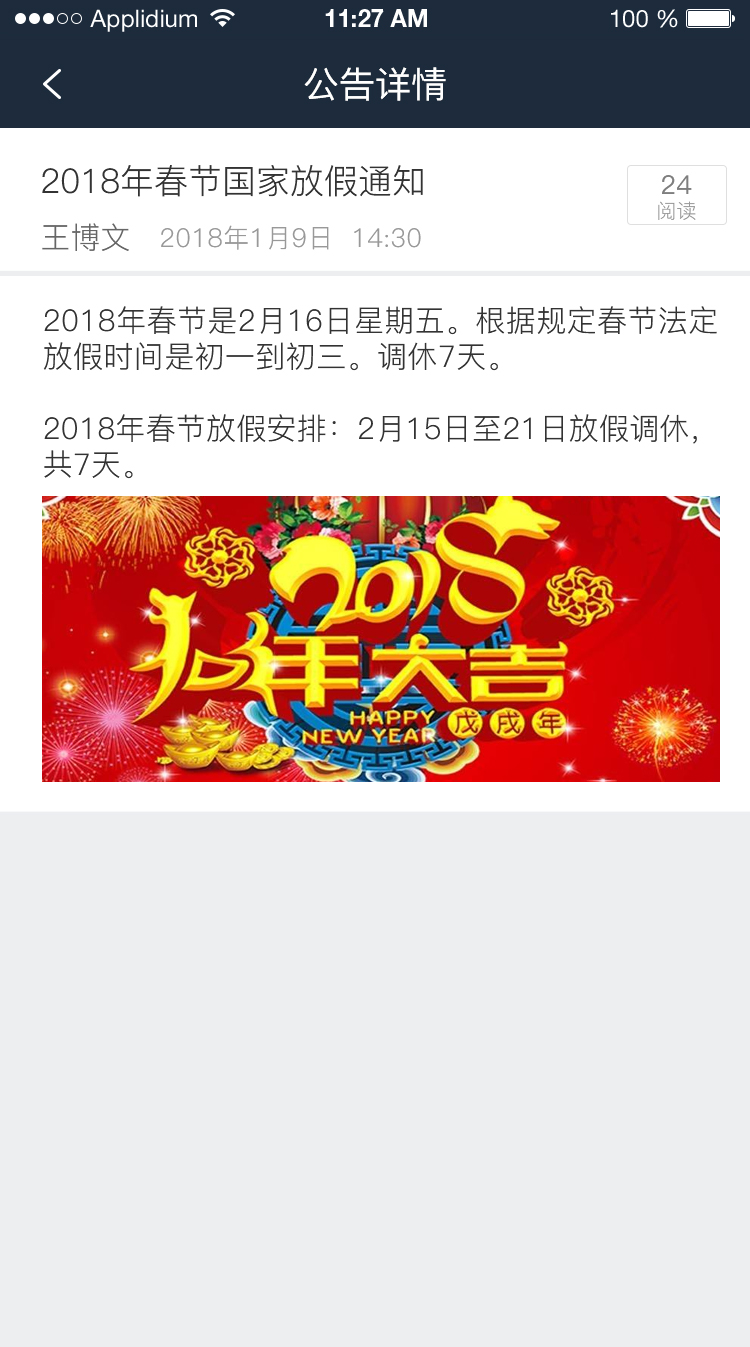 Applidium 11:27 AM 100 %
公告详情
2018年春节国家放假通知
24
阅读
王博文 2018年1月9日 14:30
2018年春节是2月16日星期五。根据规定春节法定
放假时间是初一到初三。调休7天。
2018年春节放假安排：2月15日至21日放假调休，
共7天。
2018
狗年大吉
HAPPY
NEW YEAR
戊戌年